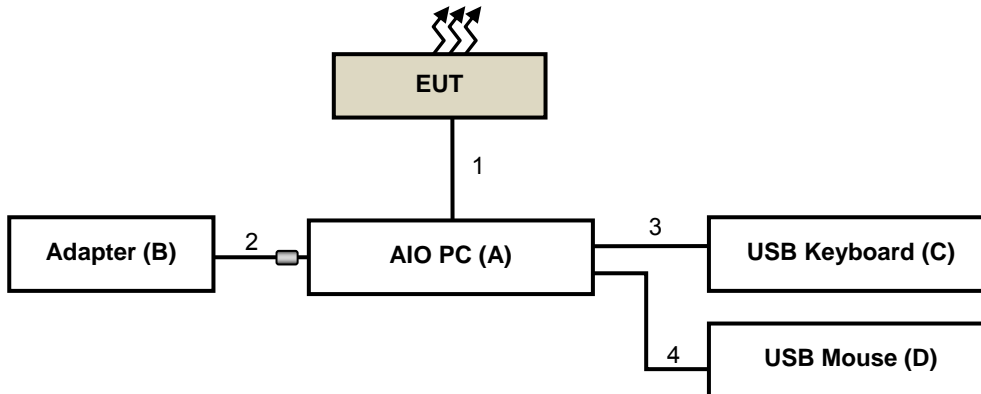 EUT
1
Adapter (B)
2
AIO PC (A)
3
USB Keyboard (C)
4
USB Mouse (D)